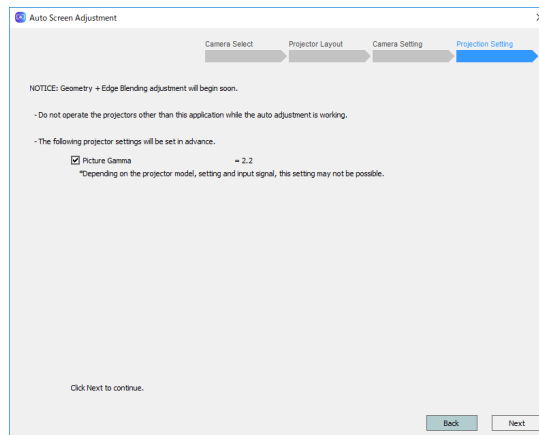 Auto Screen Adjustment
Camera Select Projector Layout Camera Setting Projection Setting
NOTICE: Geometry + Edge Blending adjustment will begin soon.
- Do not operate the projectors other than this application while the auto adjustment is working.
- The following projector settings will be set in advance.
Picture Gamma = 2.2
*Depending on the projector model, setting and input signal, this setting may not be possible.
Click Next to continue.
Back Next